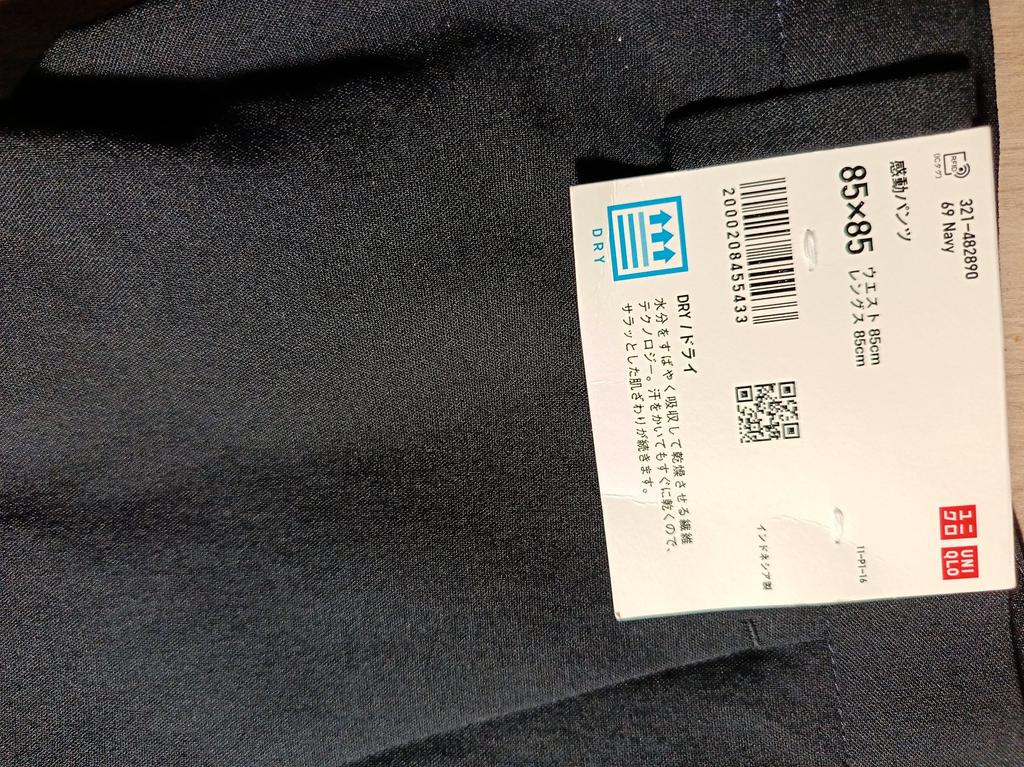 RFID
(ICタグ)
321-482890
69 Navy
ユニ
クロ
UNI
QLO
感動パンツ
85×85
ウエスト 85cm
レングス 85cm
11-P1-16
2000208455433
インドネシア製
DRY
DRY / ドライ
水分をすばやく吸収して乾燥させる繊維
テクノロジー。汗をかいてもすぐに乾くので、
サラッとした肌ざわりが続きます。